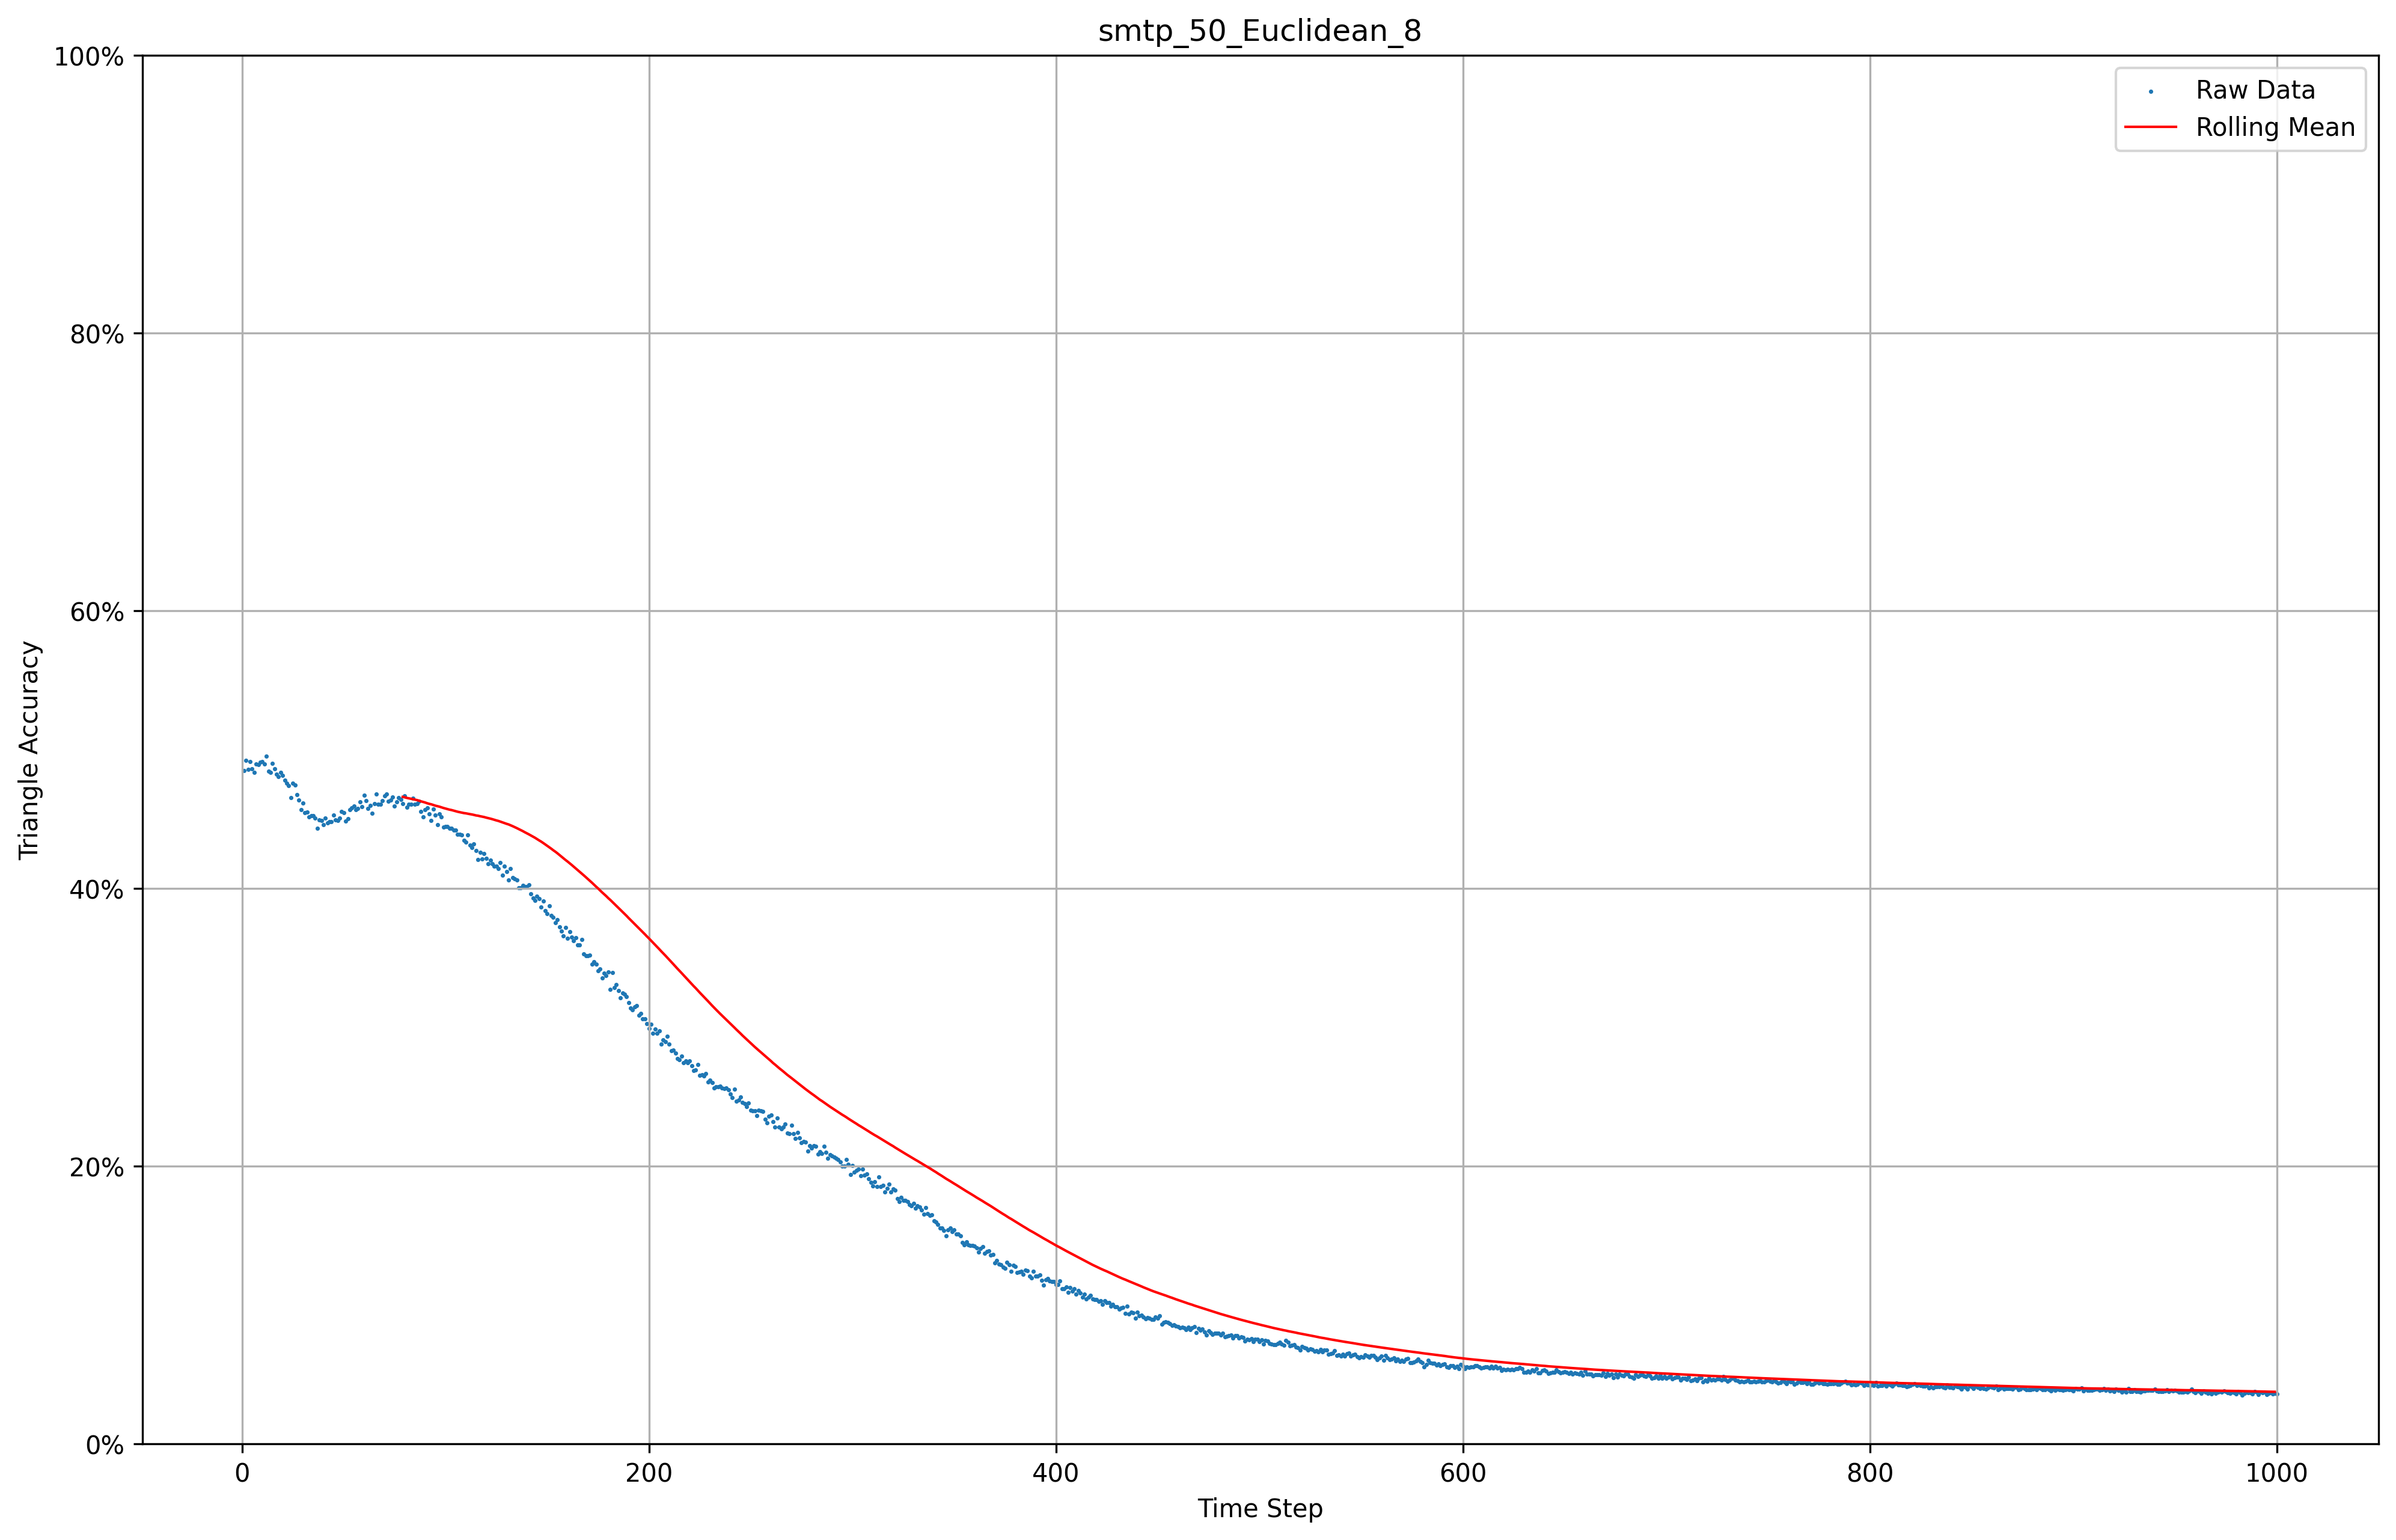 smtp_50_Euclidean_8
100%
80%
60%
40%
20%
0%
Triangle Accuracy
Raw Data
Rolling Mean
0
200
400
600
800
1000
Time Step